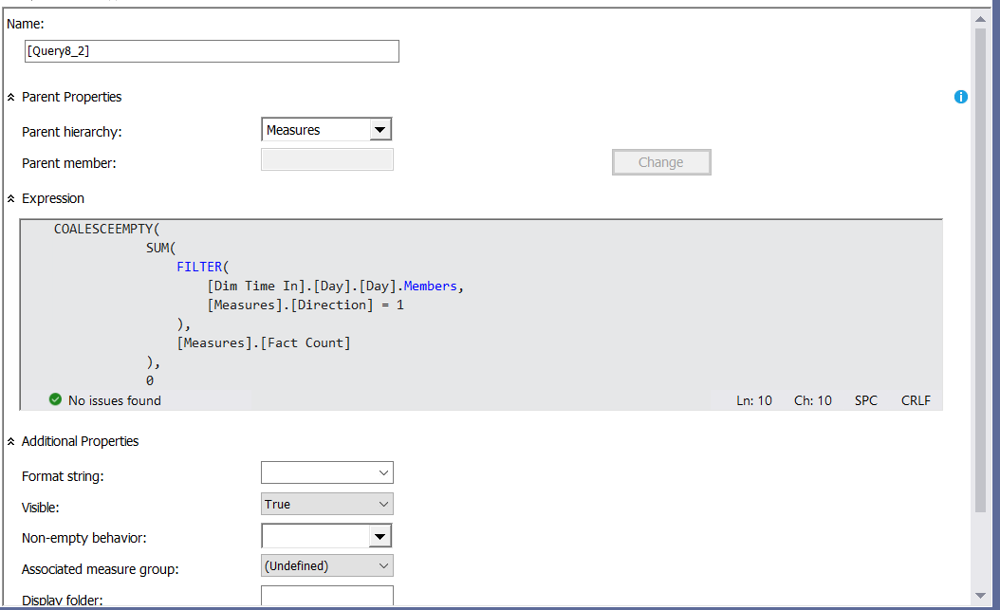 Name:
[Query8_2]
Parent Properties
Parent hierarchy:
Measures
Parent member:
Change
Expression
COALESCEEMPTY(
SUM(
FILTER(
[Dim Time In].[Day].[Day].Members,
[Measures].[Direction] = 1
),
[Measures].[Fact Count]
),
0
No issues found
Ln: 10 Ch: 10 SPC CRLF
Additional Properties
Format string:
Visible:
True
Non-empty behavior:
Associated measure group:
(Undefined)
Display folder: